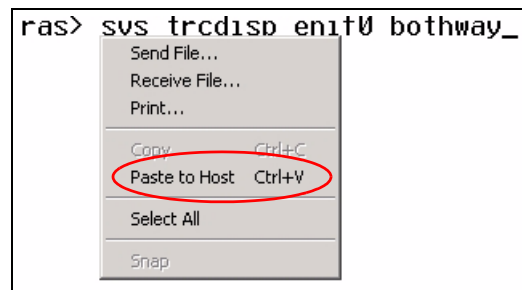 ras> sys trcdisp enif0 bothway_
Send File...
Receive File...
Print...
Copy Ctrl+C
Paste to Host Ctrl+V
Select All
Snap